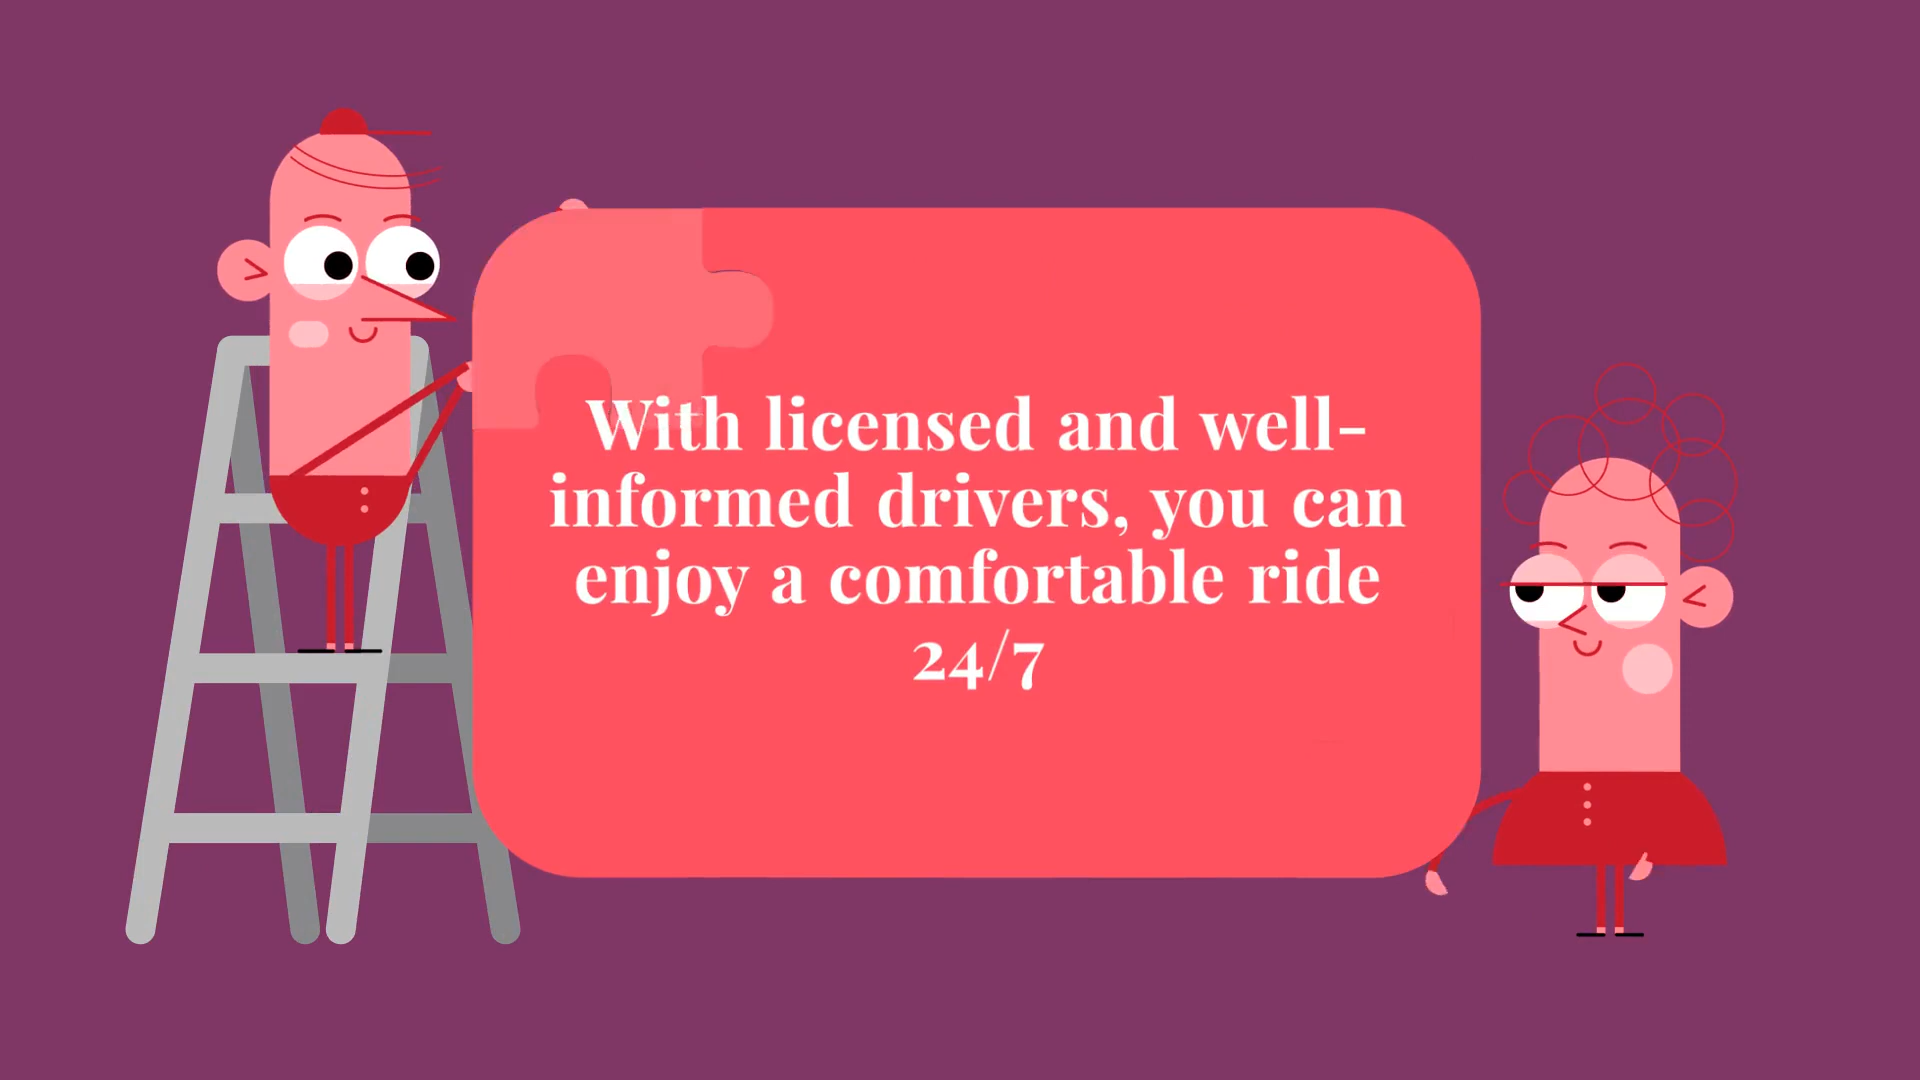 With licensed and well-
informed drivers, you can
enjoy a comfortable ride
24/7